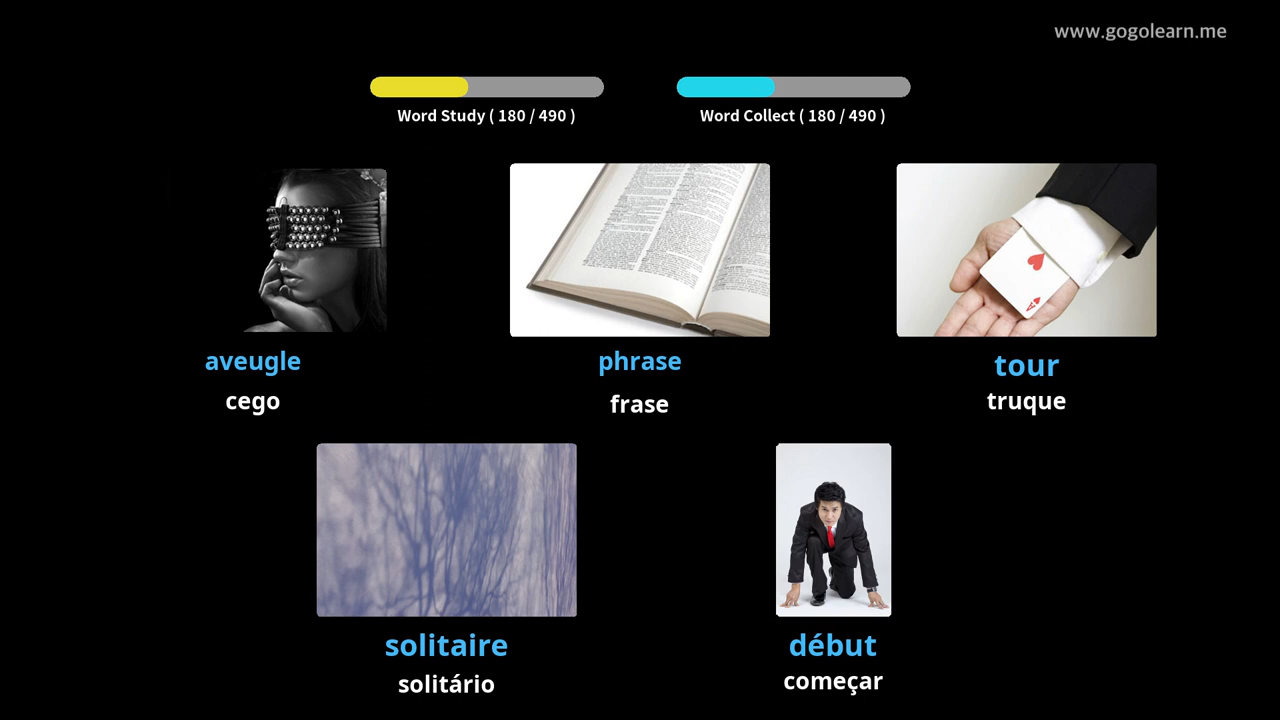 www.gogolearn.me
Word Study ( 180 / 490 )
Word Collect ( 180 / 490 )
aveugle
cego
phrase
frase
tour
truque
solitaire
solitário
début
começar